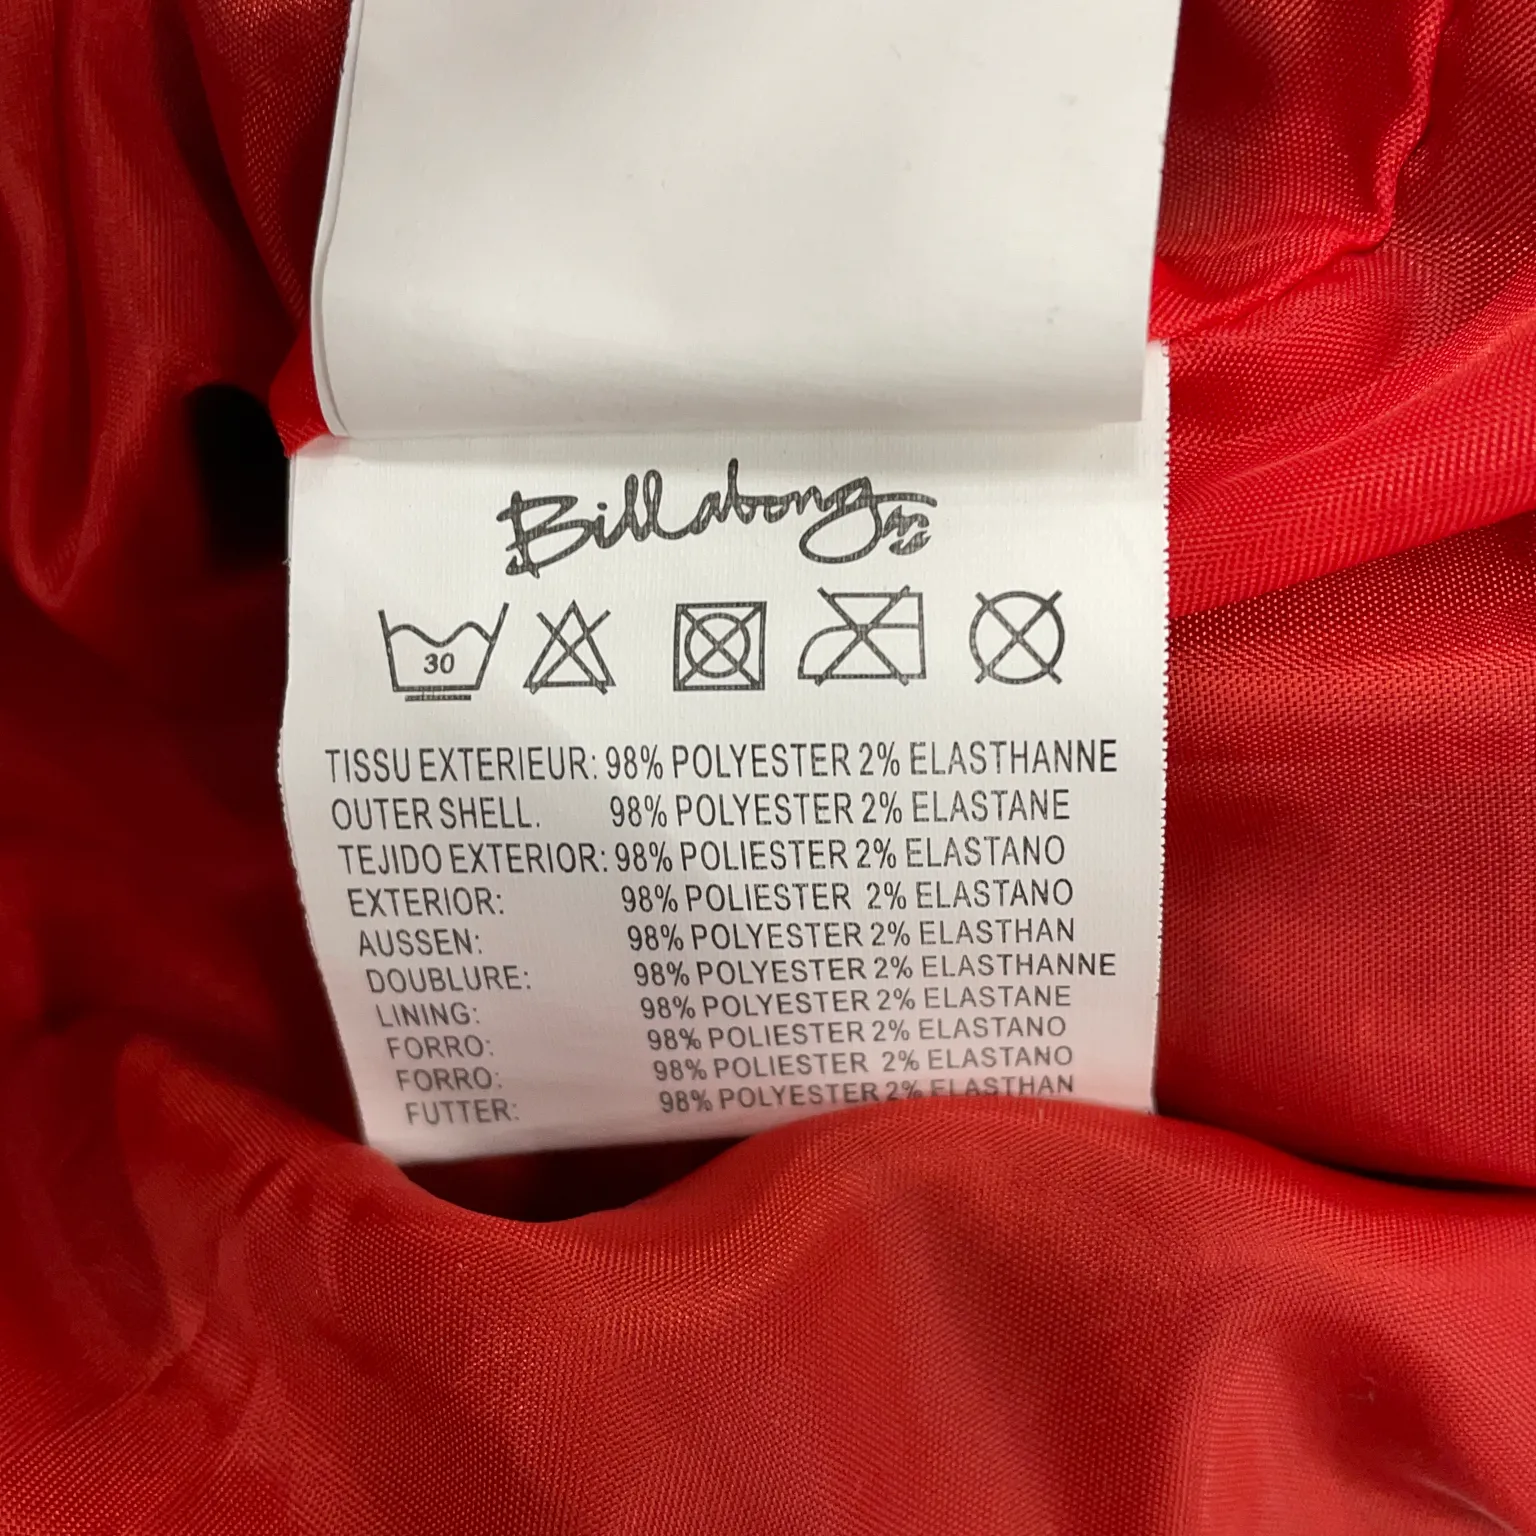 Billabong
30
TISSU EXTERIEUR: 98% POLYESTER 2% ELASTHANNE
OUTER SHELL. 98% POLYESTER 2% ELASTANE
TEJIDO EXTERIOR: 98% POLIESTER 2% ELASTANO
EXTERIOR: 98% POLIESTER 2% ELASTANO
AUSSEN: 98% POLYESTER 2% ELASTHAN
DOUBLURE: 98% POLYESTER 2% ELASTHANNE
LINING: 98% POLYESTER 2% ELASTANE
FORRO: 98% POLIESTER 2% ELASTANO
FORRO: 98% POLIESTER 2% ELASTANO
FUTTER: 98% POLYESTER 2% ELASTHAN